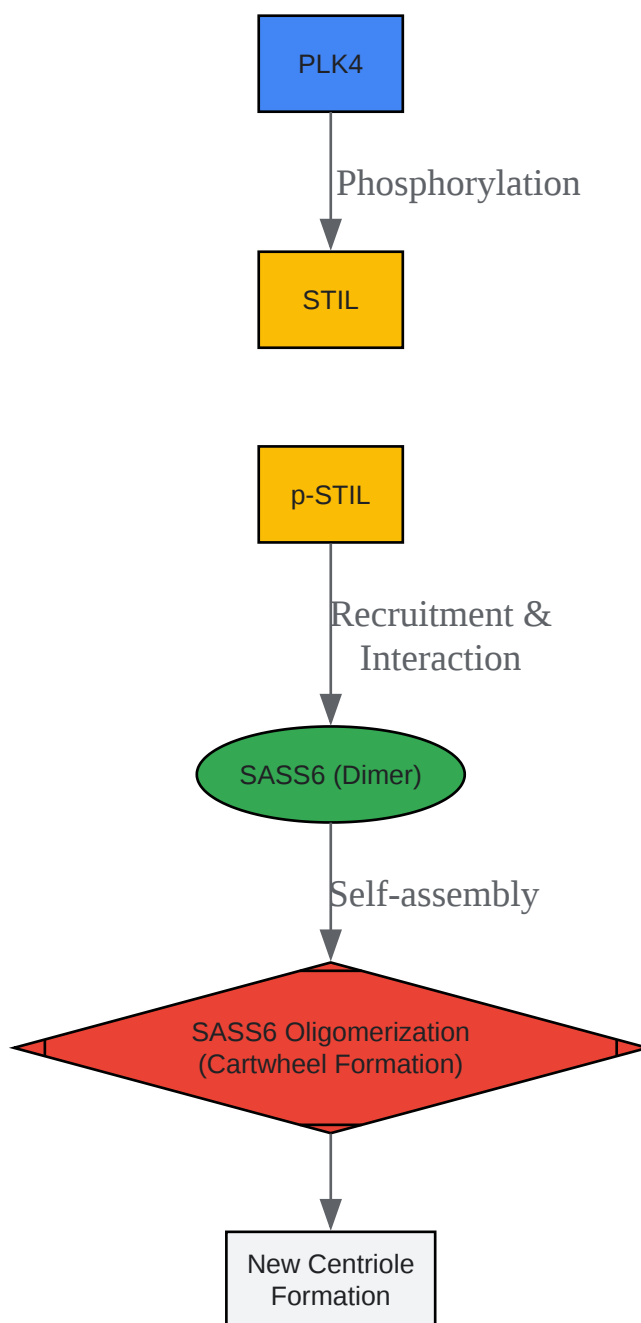 PLK4
Phosphorylation
STIL
p-STIL
Recruitment &
Interaction
SASS6 (Dimer)
Self-assembly
SASS6 Oligomerization
(Cartwheel Formation)
New Centriole
Formation